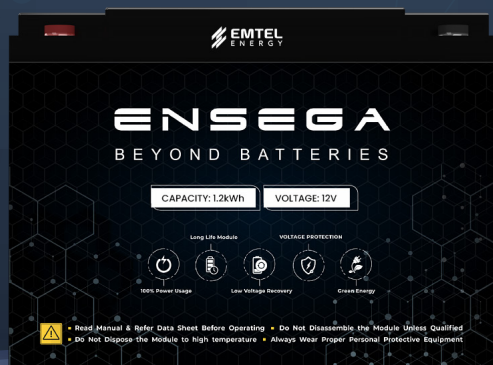 EMTEL
ENERGY
ENSEGA
BEYOND BATTERIES
CAPACITY: 1.2kWh VOLTAGE: 12V
Long Life Module VOLTAGE PROTECTION
100% Power Usage Low Voltage Recovery Green Energy
▪ Read Manual & Refer Data Sheet Before Operating ▪ Do Not Disassemble the Module Unless Qualified
▪ Do Not Dispose the Module to high temperature ▪ Always Wear Proper Personal Protective Equipment